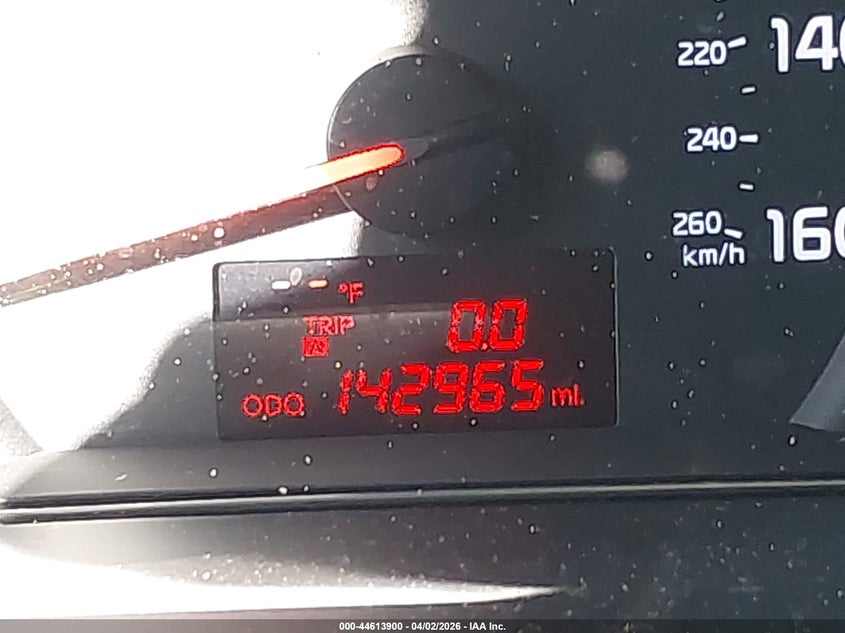 220
140
240
260
160
km/h
-- °F
TRIP
A
0.0
ODO 142965 mi.
000-44613900 - 04/02/2026 - IAA Inc.